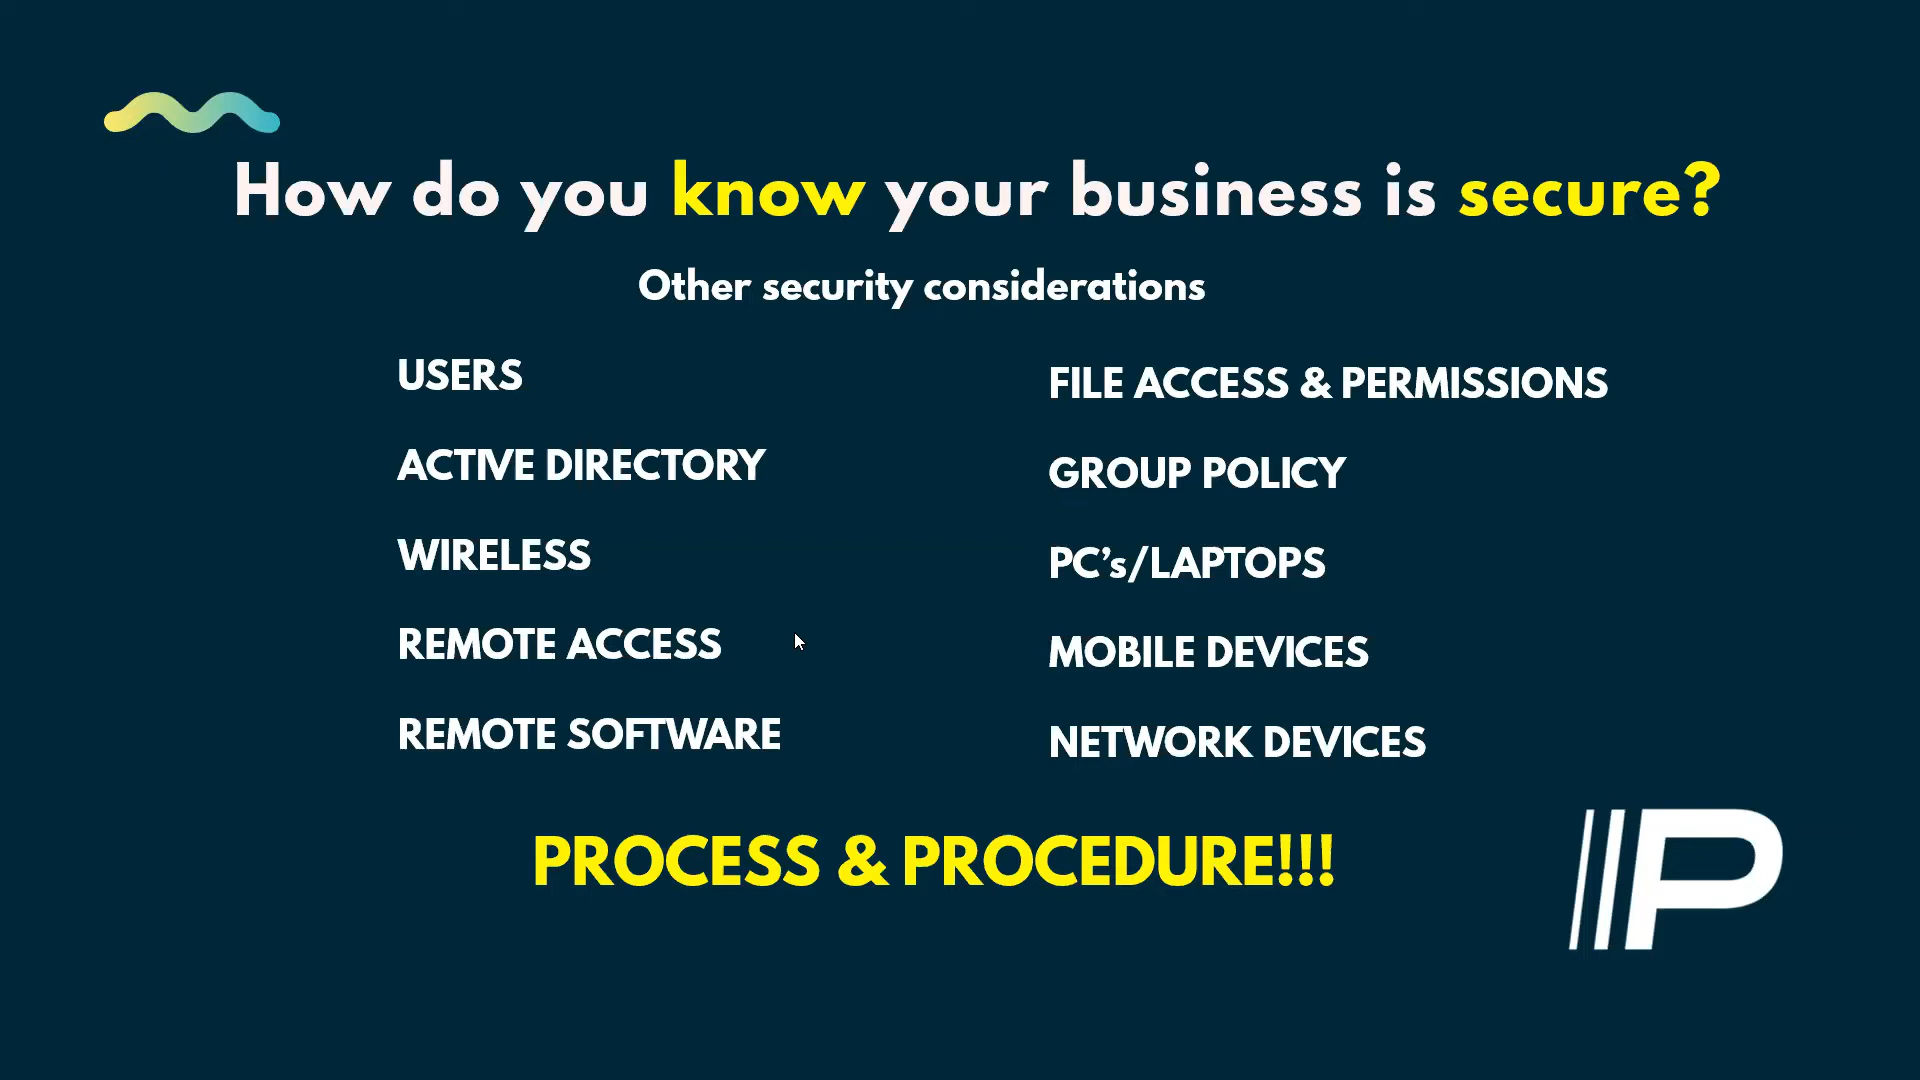 How do you know your business is secure?
Other security considerations
USERS
ACTIVE DIRECTORY
WIRELESS
REMOTE ACCESS
REMOTE SOFTWARE
FILE ACCESS & PERMISSIONS
GROUP POLICY
PC’s/LAPTOPS
MOBILE DEVICES
NETWORK DEVICES
PROCESS & PROCEDURE!!!
P